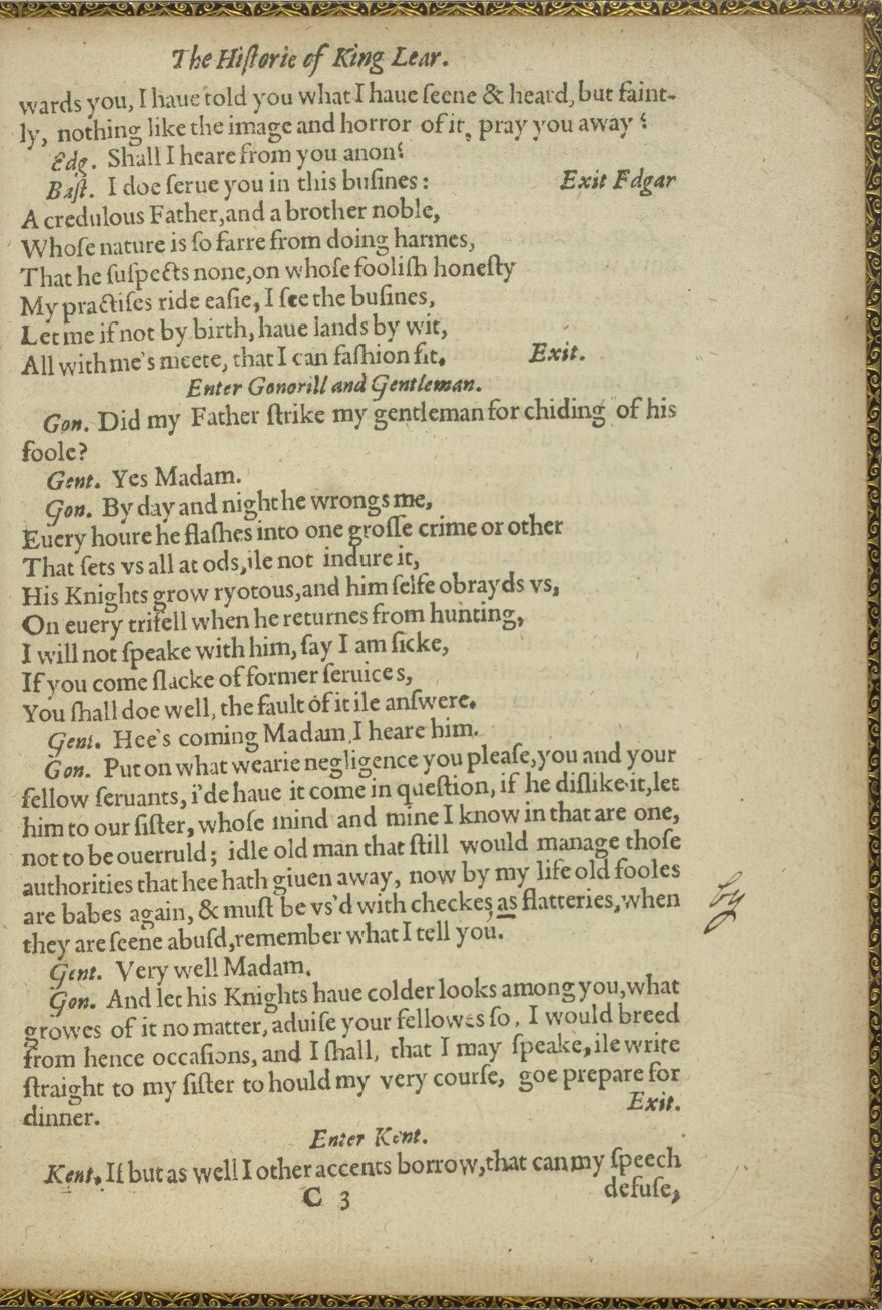 The Hiſtorie of King Lear.
wards you, I haue told you what I haue ſeene & heard, but faint-
ly, nothing like the image and horror of it, pray you away?
Edg. Shall I heare from you anon?
Baſt. I doe ſerue you in this buſines: Exit Edgar
A credulous Father, and a brother noble,
Whoſe nature is ſo farre from doing harmes,
That he ſuſpects none, on whoſe fooliſh honeſty
My practiſes ride eaſie, I ſee the buſines,
Let me if not by birth, haue lands by wit,
All with me's meete, that I can faſhion fit. Exit.
Enter Gonorill and Gentleman.
Gon. Did my Father ſtrike my gentleman for chiding of his
foole?
Gent. Yes Madam.
Gon. By day and night he wrongs me,
Euery houre he flaſhes into one groſſe crime or other
That ſets vs all at ods, ile not indure it,
His Knights grow ryotous, and him ſelfe obrayds vs,
On euery trifell when he returnes from hunting,
I will not ſpeake with him, ſay I am ſicke,
If you come ſlacke of former ſeruices,
You ſhall doe well, the fault of it ile anſwere.
Gent. Hee's coming Madam, I heare him.
Gon. Put on what wearie negligence you pleaſe, you and your
fellow ſeruants, i'de haue it come in queſtion, if he diſlike it, let
him to our ſiſter, whoſe mind and mine I know in that are one,
not to be ouerruld; idle old man that ſtill would manage thoſe
authorities that hee hath giuen away, now by my life old fooles
are babes again, & muſt be vs'd with checkes as flatteries, when
by
they are ſeene abuſd, remember what I tell you.
Gent. Very well Madam.
Gon. And let his Knights haue colder looks among you, what
growes of it no matter, aduiſe your fellowes ſo, I would breed
from hence occaſions, and I ſhall, that I may ſpeake, ile write
ſtraight to my ſiſter to hould my very courſe, goe prepare for
dinner. Exit.
Enter Kent.
Kent. If but as well I other accents borrow, that can my ſpeech
C 3 defuſe,